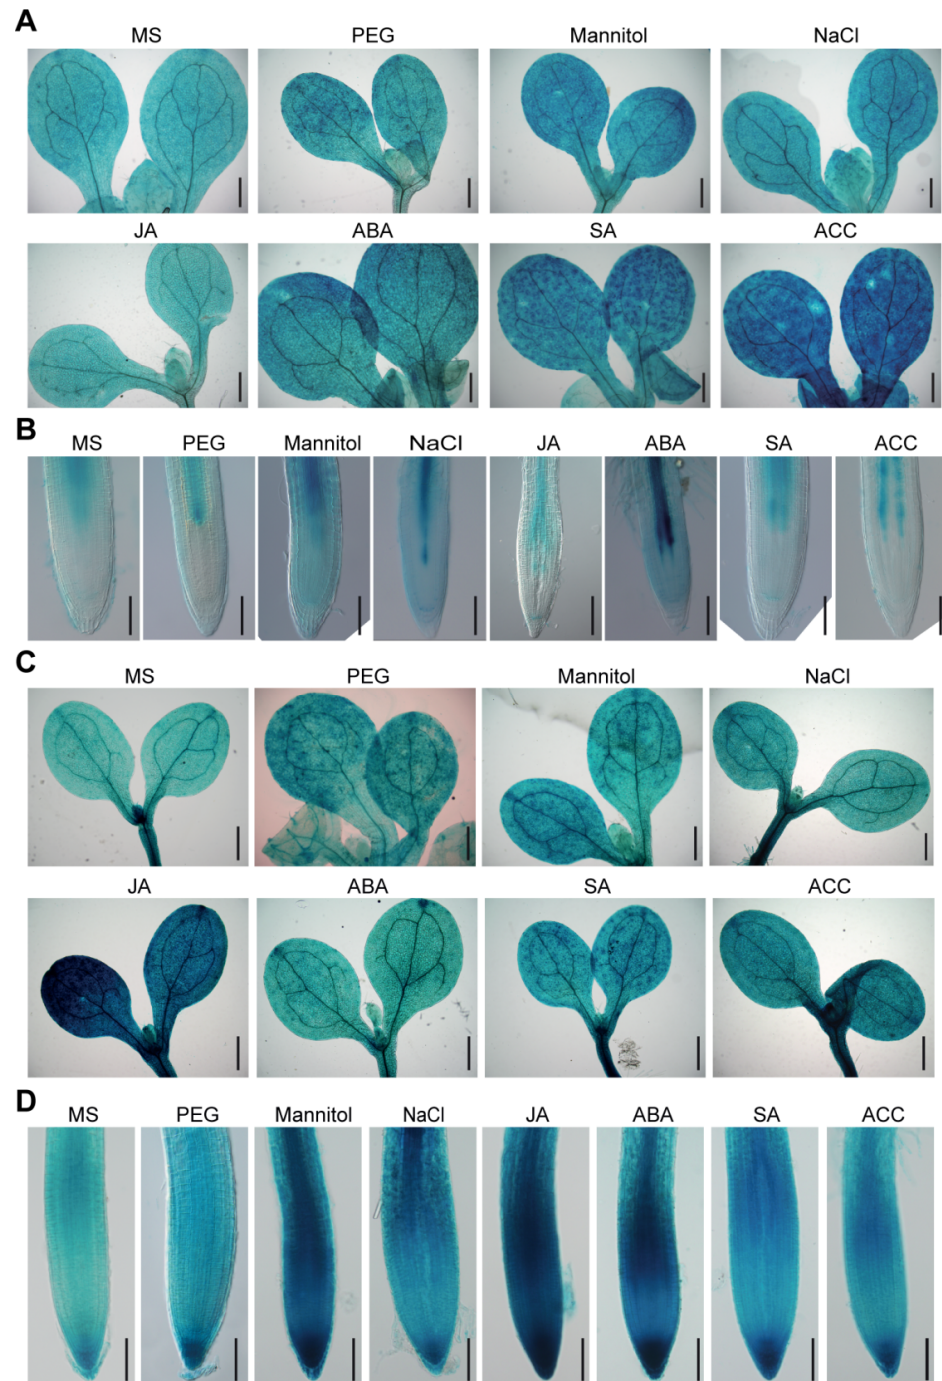 A
MS PEG Mannitol NaCl
JA ABA SA ACC
B
MS PEG Mannitol NaCl JA ABA SA ACC
C
MS PEG Mannitol NaCl
JA ABA SA ACC
D
MS PEG Mannitol NaCl JA ABA SA ACC